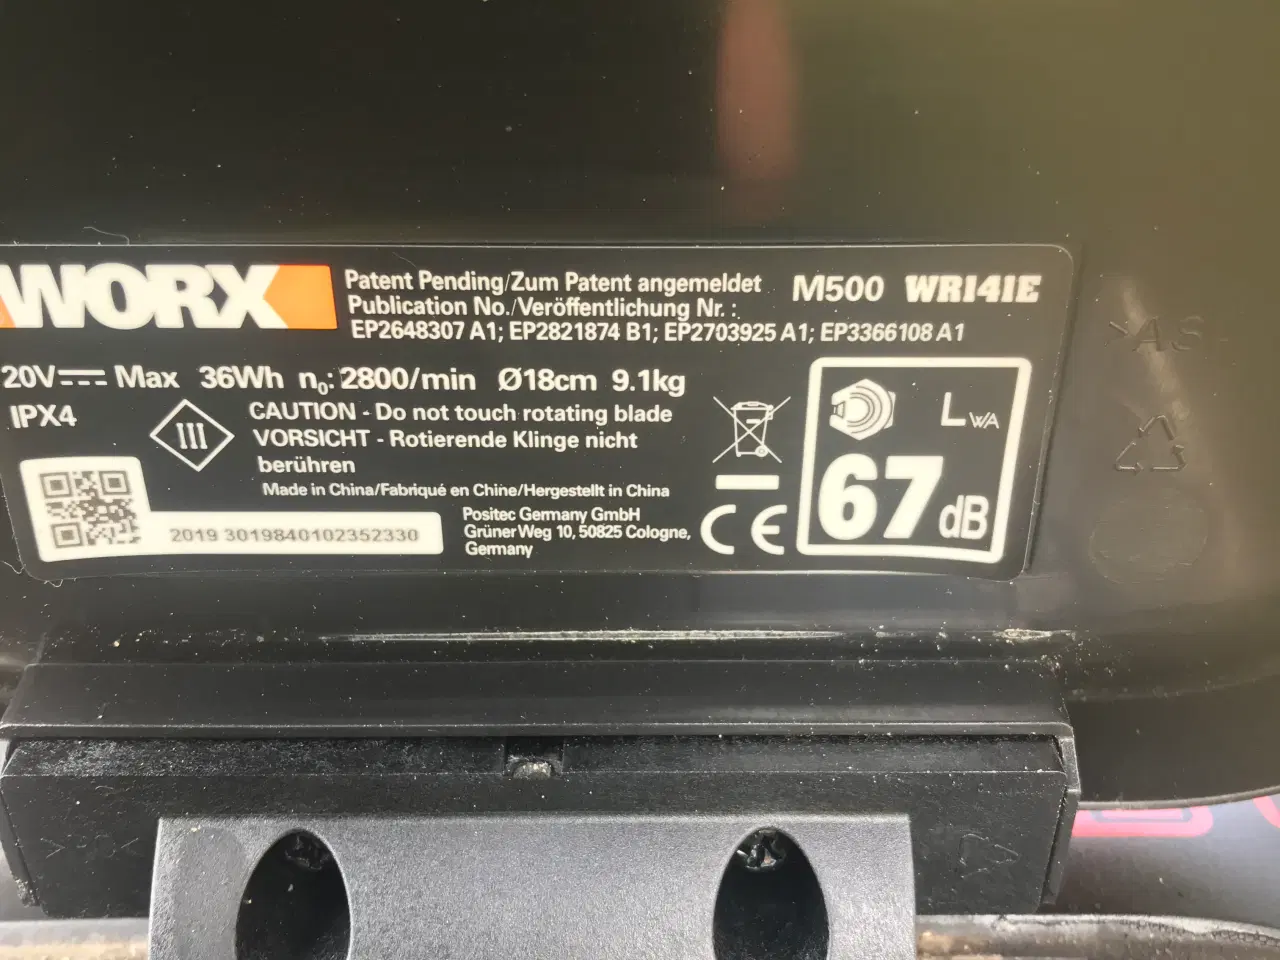 WORX
Patent Pending/Zum Patent angemeldet M500 WR141E
Publication No./Veröffentlichung Nr. :
EP2648307 A1; EP2821874 B1; EP2703925 A1; EP3366108 A1
20V Max 36Wh n₀: 2800/min Ø18cm 9.1kg
IPX4
III
CAUTION - Do not touch rotating blade
VORSICHT - Rotierende Klinge nicht
berühren
Made in China/Fabriqué en Chine/Hergestellt in China
2019 3019840102352330
Positec Germany GmbH
Grüner Weg 10, 50825 Cologne,
Germany
CE
LWA
67 dB